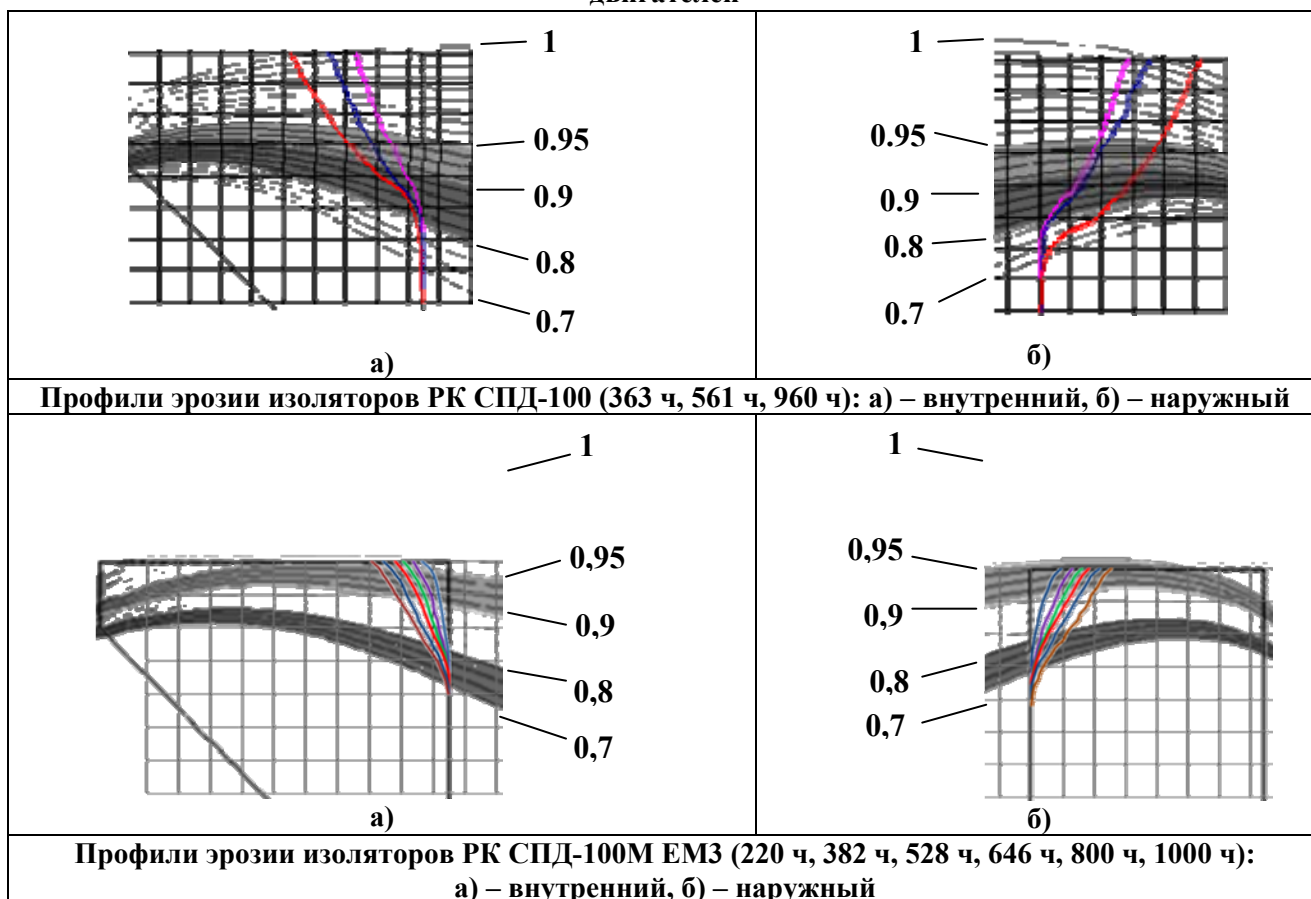 двигателей
1
0.95
0.9
0.8
0.7
а)
1
0.95
0.9
0.8
0.7
б)
Профили эрозии изоляторов РК СПД-100 (363 ч, 561 ч, 960 ч): а) – внутренний, б) – наружный
1
0,95
0,9
0,8
0,7
а)
1
0,95
0,9
0,8
0,7
б)
Профили эрозии изоляторов РК СПД-100М ЕМ3 (220 ч, 382 ч, 528 ч, 646 ч, 800 ч, 1000 ч):
а) – внутренний, б) – наружный